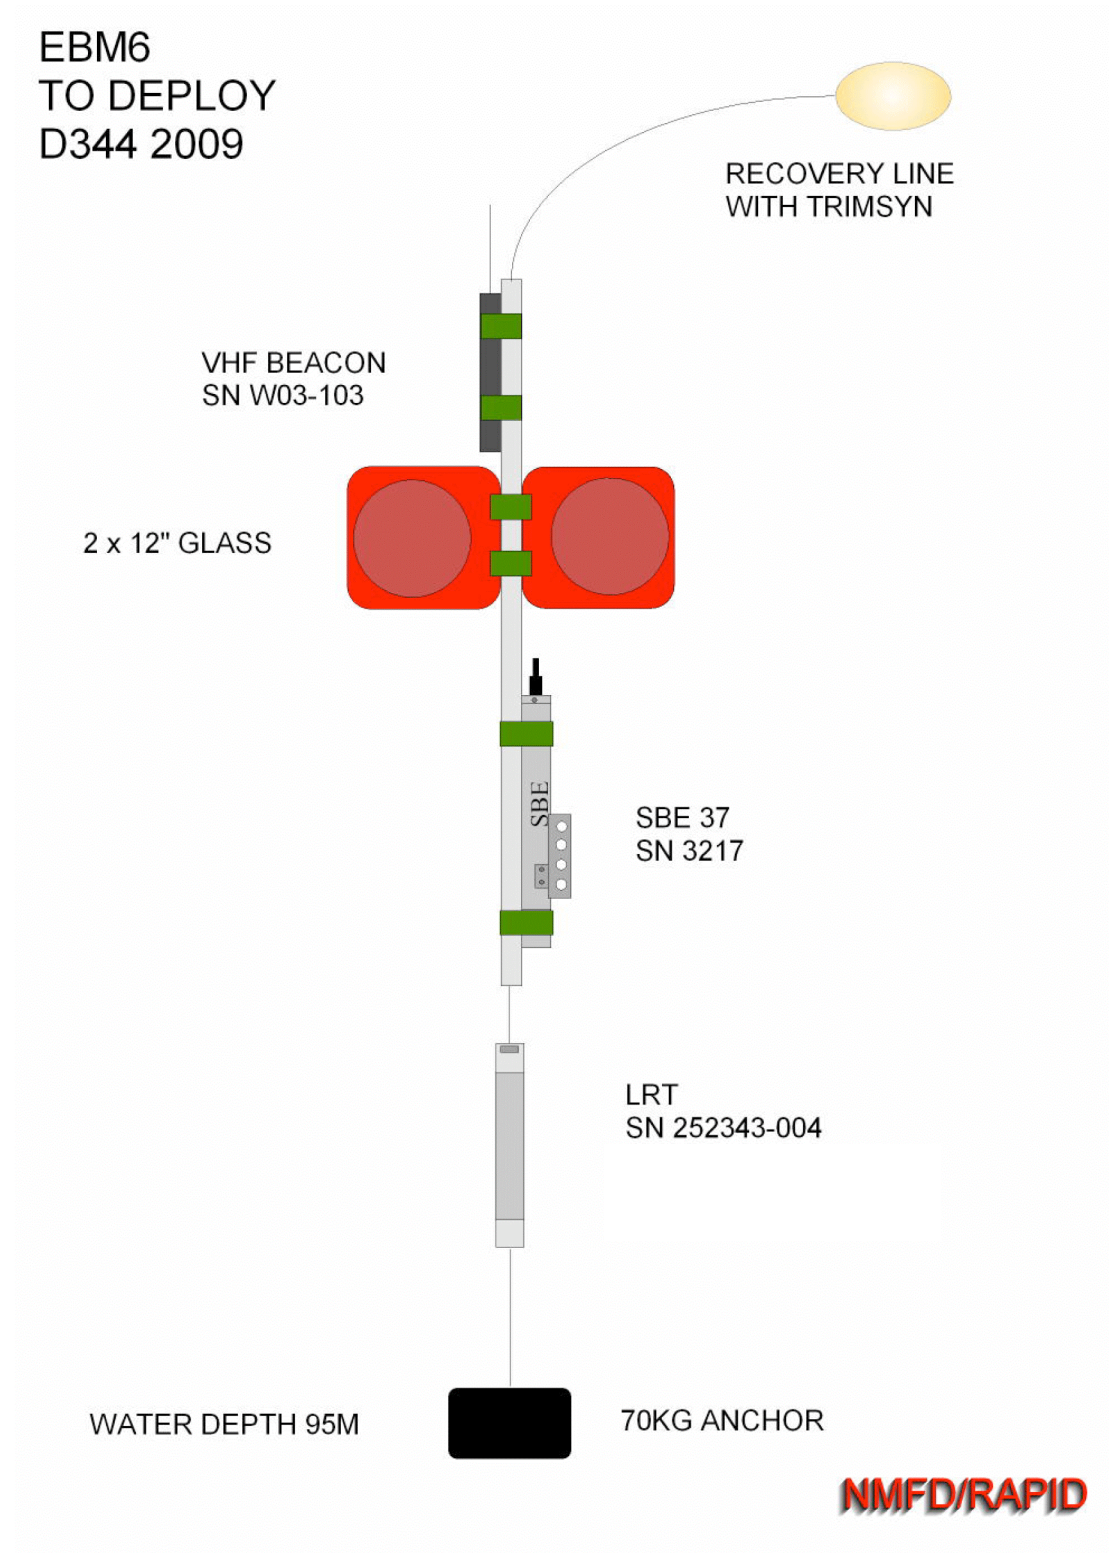 EBM6
TO DEPLOY
D344 2009
RECOVERY LINE
WITH TRIMSYN
VHF BEACON
SN W03-103
2 x 12" GLASS
SBE
SBE 37
SN 3217
LRT
SN 252343-004
WATER DEPTH 95M
70KG ANCHOR
NMFD/RAPID